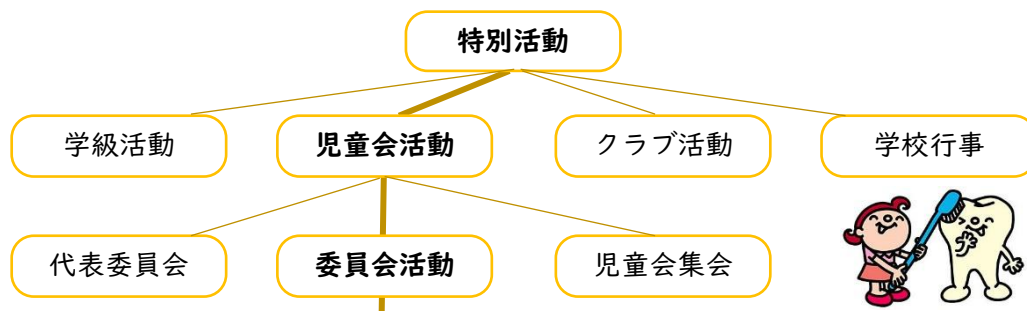 特別活動
学級活動
児童会活動
クラブ活動
学校行事
代表委員会
委員会活動
児童会集会